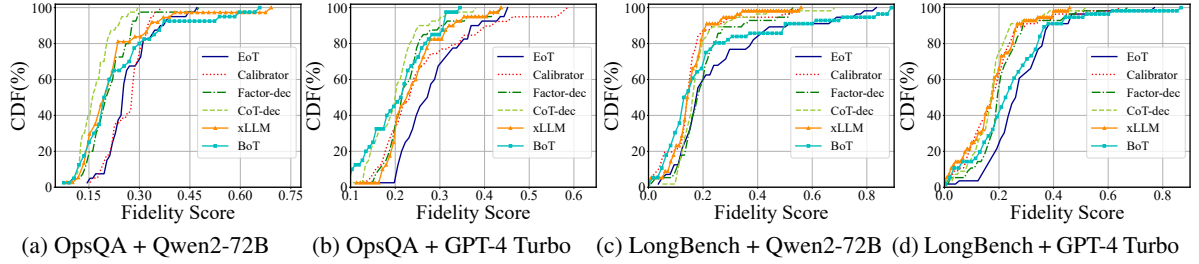 CDF(%)
100
80
60
40
20
0
EoT
Calibrator
Factor-dec
CoT-dec
xLLM
BoT
0.15 0.30 0.45 0.60 0.75
Fidelity Score
(a) OpsQA + Qwen2-72B
CDF(%)
100
80
60
40
20
0
EoT
Calibrator
Factor-dec
CoT-dec
xLLM
BoT
0.1 0.2 0.3 0.4 0.5 0.6
Fidelity Score
(b) OpsQA + GPT-4 Turbo
CDF(%)
100
80
60
40
20
0
EoT
Calibrator
Factor-dec
CoT-dec
xLLM
BoT
0.0 0.2 0.4 0.6 0.8
Fidelity Score
(c) LongBench + Qwen2-72B
CDF(%)
100
80
60
40
20
0
EoT
Calibrator
Factor-dec
CoT-dec
xLLM
BoT
0.0 0.2 0.4 0.6 0.8
Fidelity Score
(d) LongBench + GPT-4 Turbo